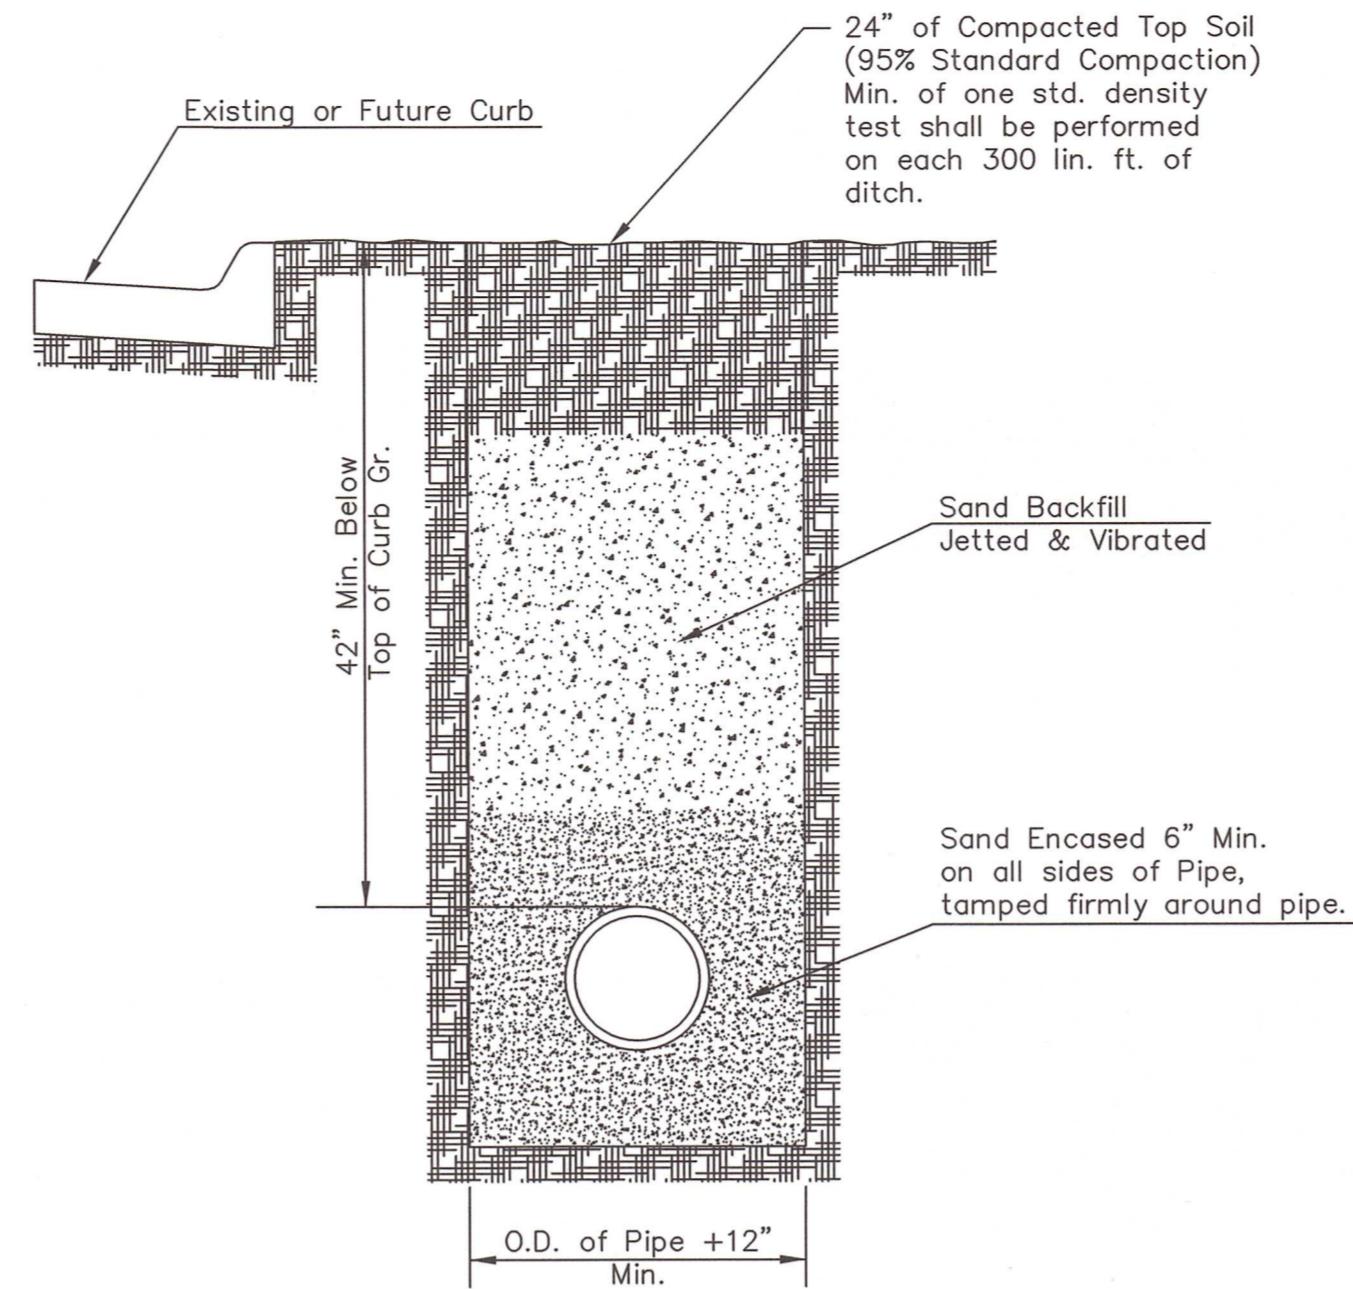 24” of Compacted Top Soil
(95% Standard Compaction)
Min. of one std. density
test shall be performed
on each 300 lin. ft. of
ditch.
Existing or Future Curb
42” Min. Below
Top of Curb Gr.
Sand Backfill
Jetted & Vibrated
Sand Encased 6” Min.
on all sides of Pipe,
tamped firmly around pipe.
O.D. of Pipe +12”
Min.